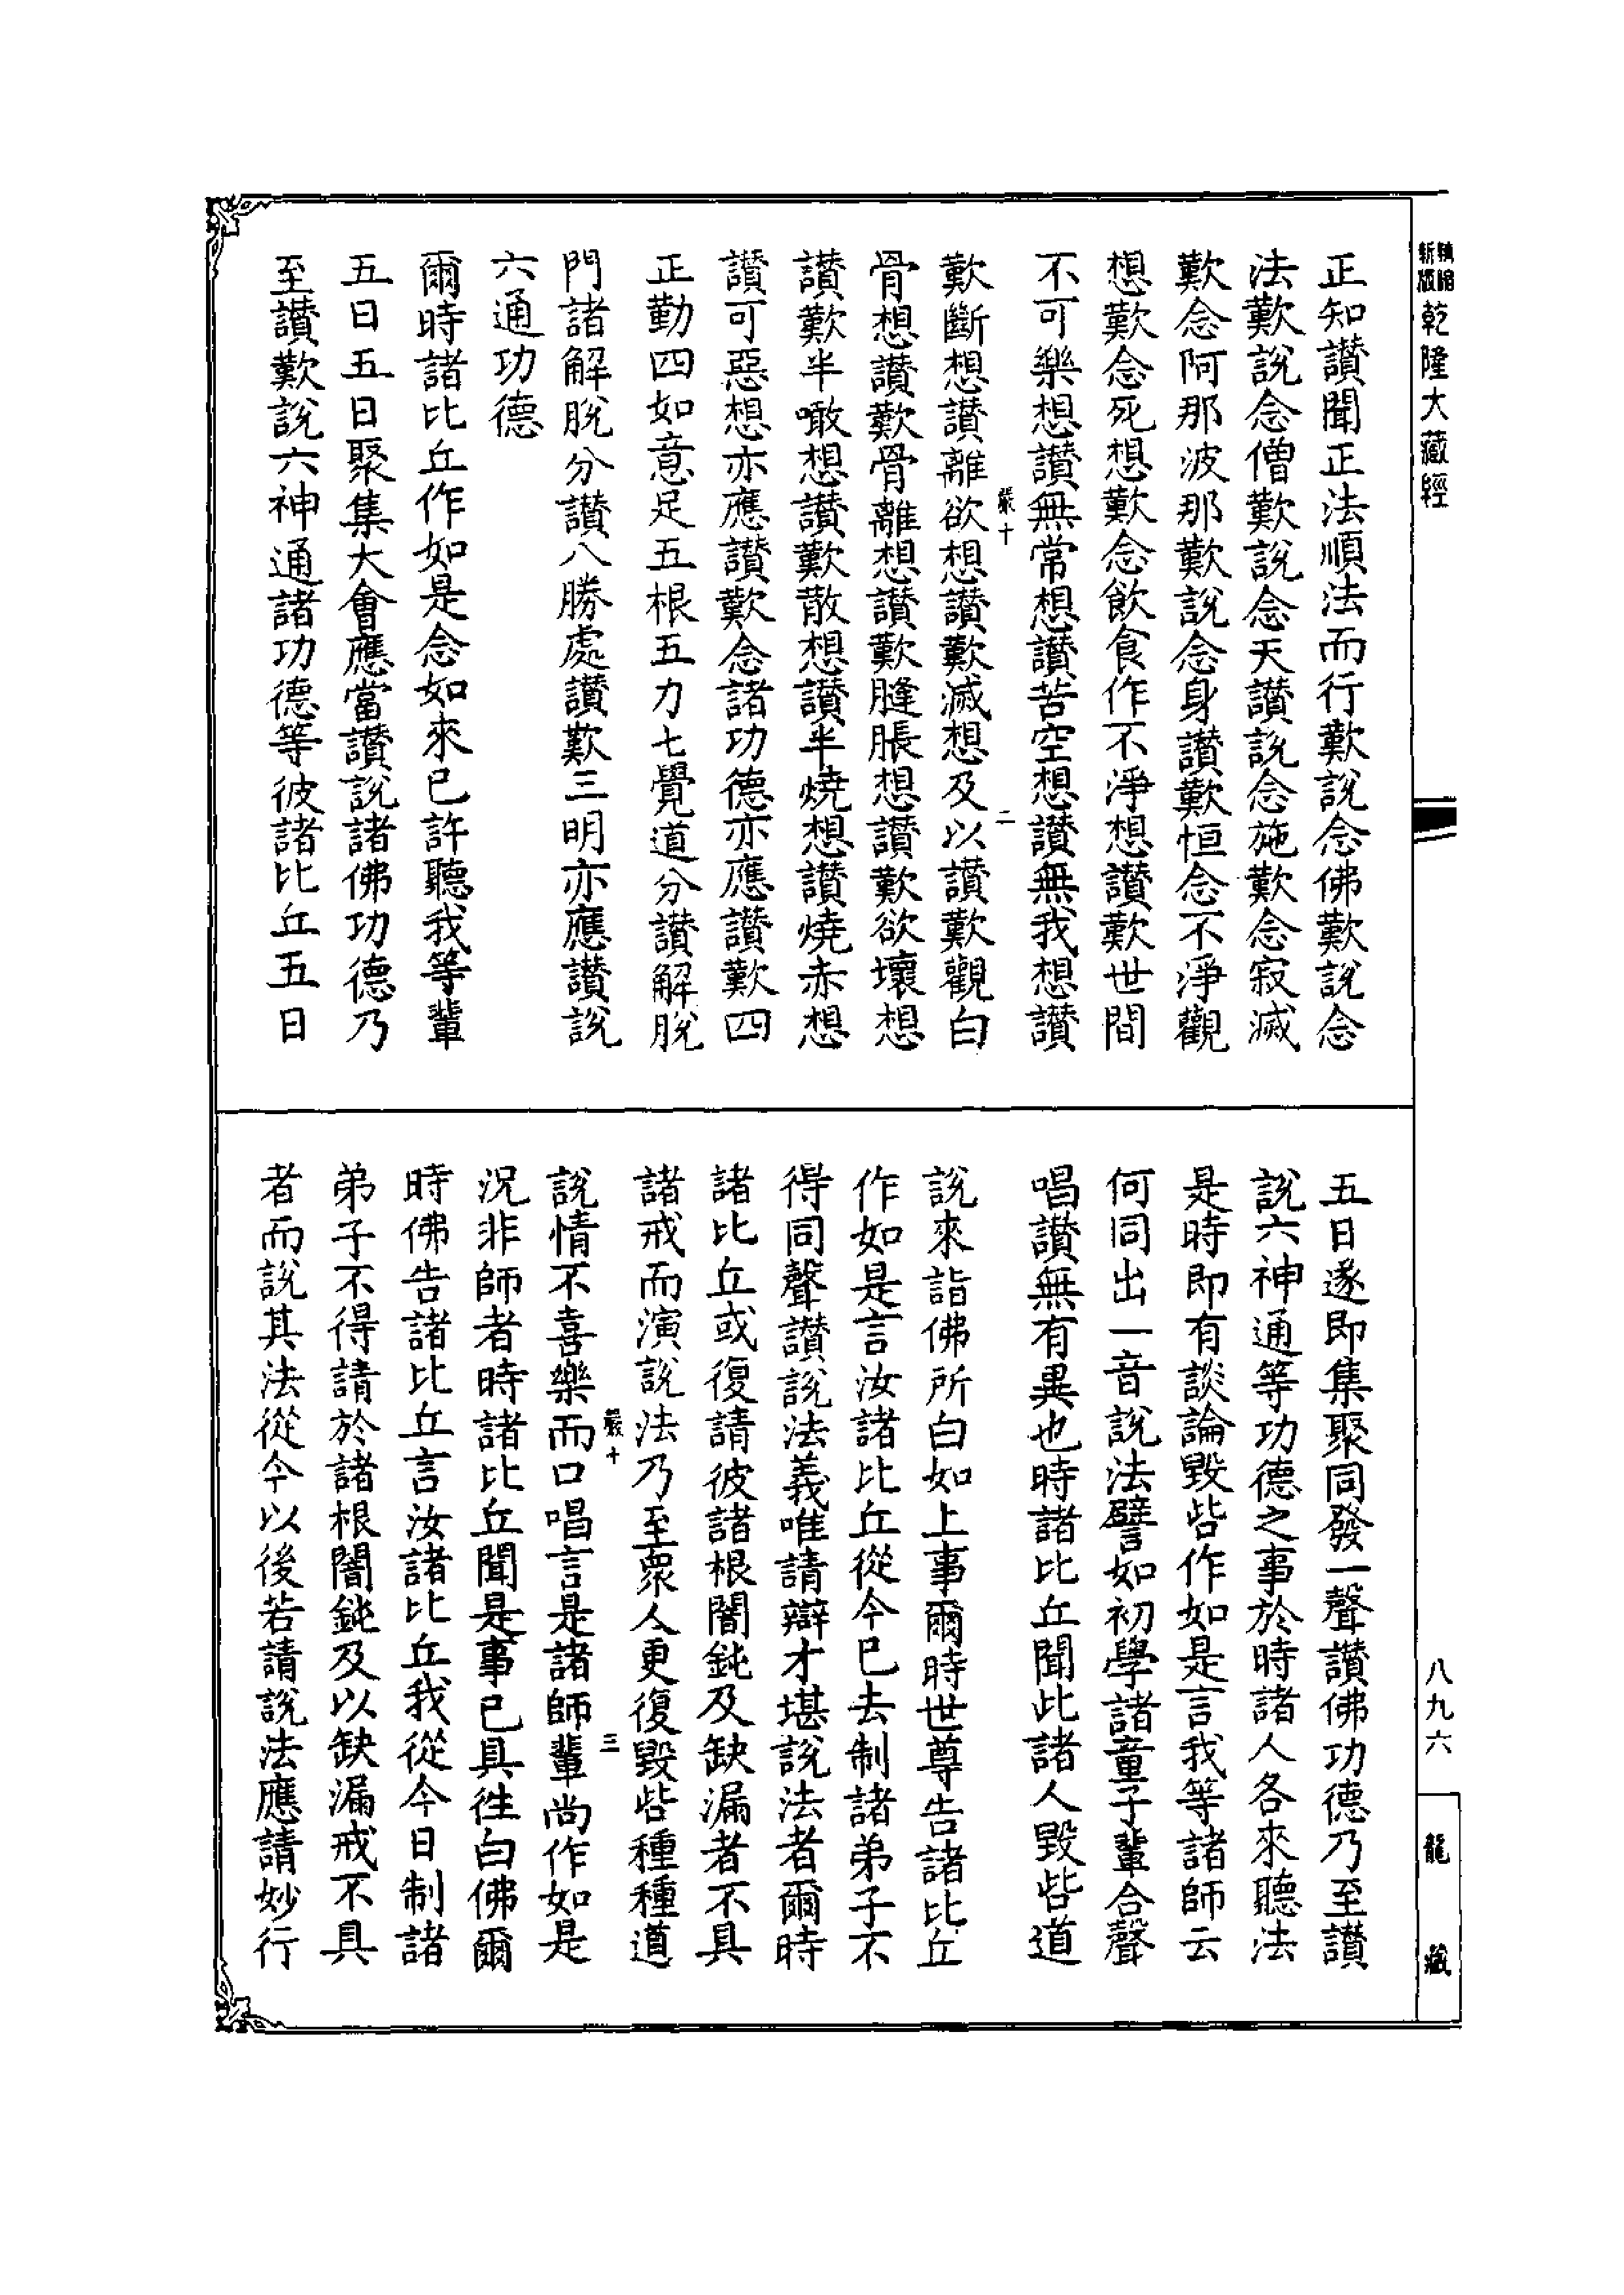 精縮新版乾隆大藏經
正知讚聞正法順法而行歎說念佛歎說念
法歎說念僧歎說念天讚說念施歎念寂滅
歎念阿那波那歎說念身讚歎恒念不淨觀
想歎念死想歎念飲食作不淨想讚歎世間
不可樂想讚無常想讚苦空想讚無我想讚
嚴十 二
歎斷想讚離欲想讚歎滅想及以讚歎觀白
骨想讚歎骨離想讚歎膖脹想讚歎欲壞想
讚歎半噉想讚歎散想讚半燒想讚燒赤想
讚可惡想亦應讚歎念諸功德亦應讚歎四
正勤四如意足五根五力七覺道分讚解脫
門諸解脫分讚八勝處讚歎三明亦應讚說
六通功德
爾時諸比丘作如是念如來已許聽我等輩
五日五日聚集大會應當讚說諸佛功德乃
至讚歎說六神通諸功德等彼諸比丘五日
五日遂即集聚同發一聲讚佛功德乃至讚
說六神通等功德之事於時諸人各來聽法
是時即有談論毀呰作如是言我等諸師云
何同出一音說法譬如初學諸童子輩合聲
唱讚無有異也時諸比丘聞此諸人毀呰道
說來詣佛所白如上事爾時世尊告諸比丘
作如是言汝諸比丘從今已去制諸弟子不
得同聲讚說法義唯請辯才堪說法者爾時
諸比丘或復請彼諸根闇鈍及缺漏者不具
諸戒而演說法乃至衆人更復毀呰種種道
嚴十 三
說情不喜樂而口唱言是諸師輩尚作如是
況非師者時諸比丘聞是事已具往白佛爾
時佛告諸比丘言汝諸比丘我從今日制諸
弟子不得請於諸根闇鈍及以缺漏戒不具
者而說其法從今以後若請說法應請妙行
八九六
龍藏